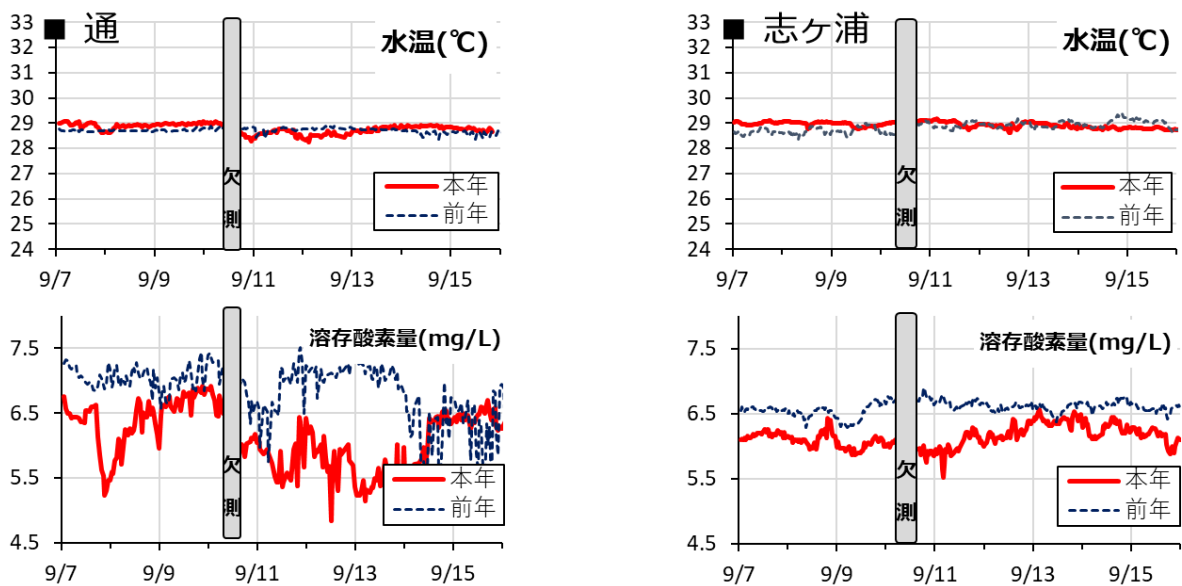 ■ 通
水温(℃)
33
32
31
30
29
28
27
26
25
24
欠
測
本年
前年
9/7
9/9
9/11
9/13
9/15
■ 志ヶ浦
水温(℃)
33
32
31
30
29
28
27
26
25
24
欠
測
本年
前年
9/7
9/9
9/11
9/13
9/15
溶存酸素量(mg/L)
7.5
6.5
5.5
4.5
欠
測
本年
前年
9/7
9/9
9/11
9/13
9/15
溶存酸素量(mg/L)
7.5
6.5
5.5
4.5
欠
測
本年
前年
9/7
9/9
9/11
9/13
9/15